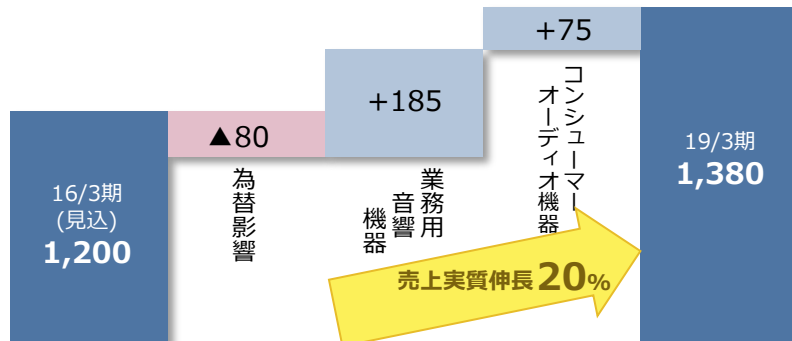 16/3期
(見込)
1,200
▲80
為替影響
+185
業務用
音響
機器
+75
コンシューマー
オーディオ機器
19/3期
1,380
売上実質伸長20%